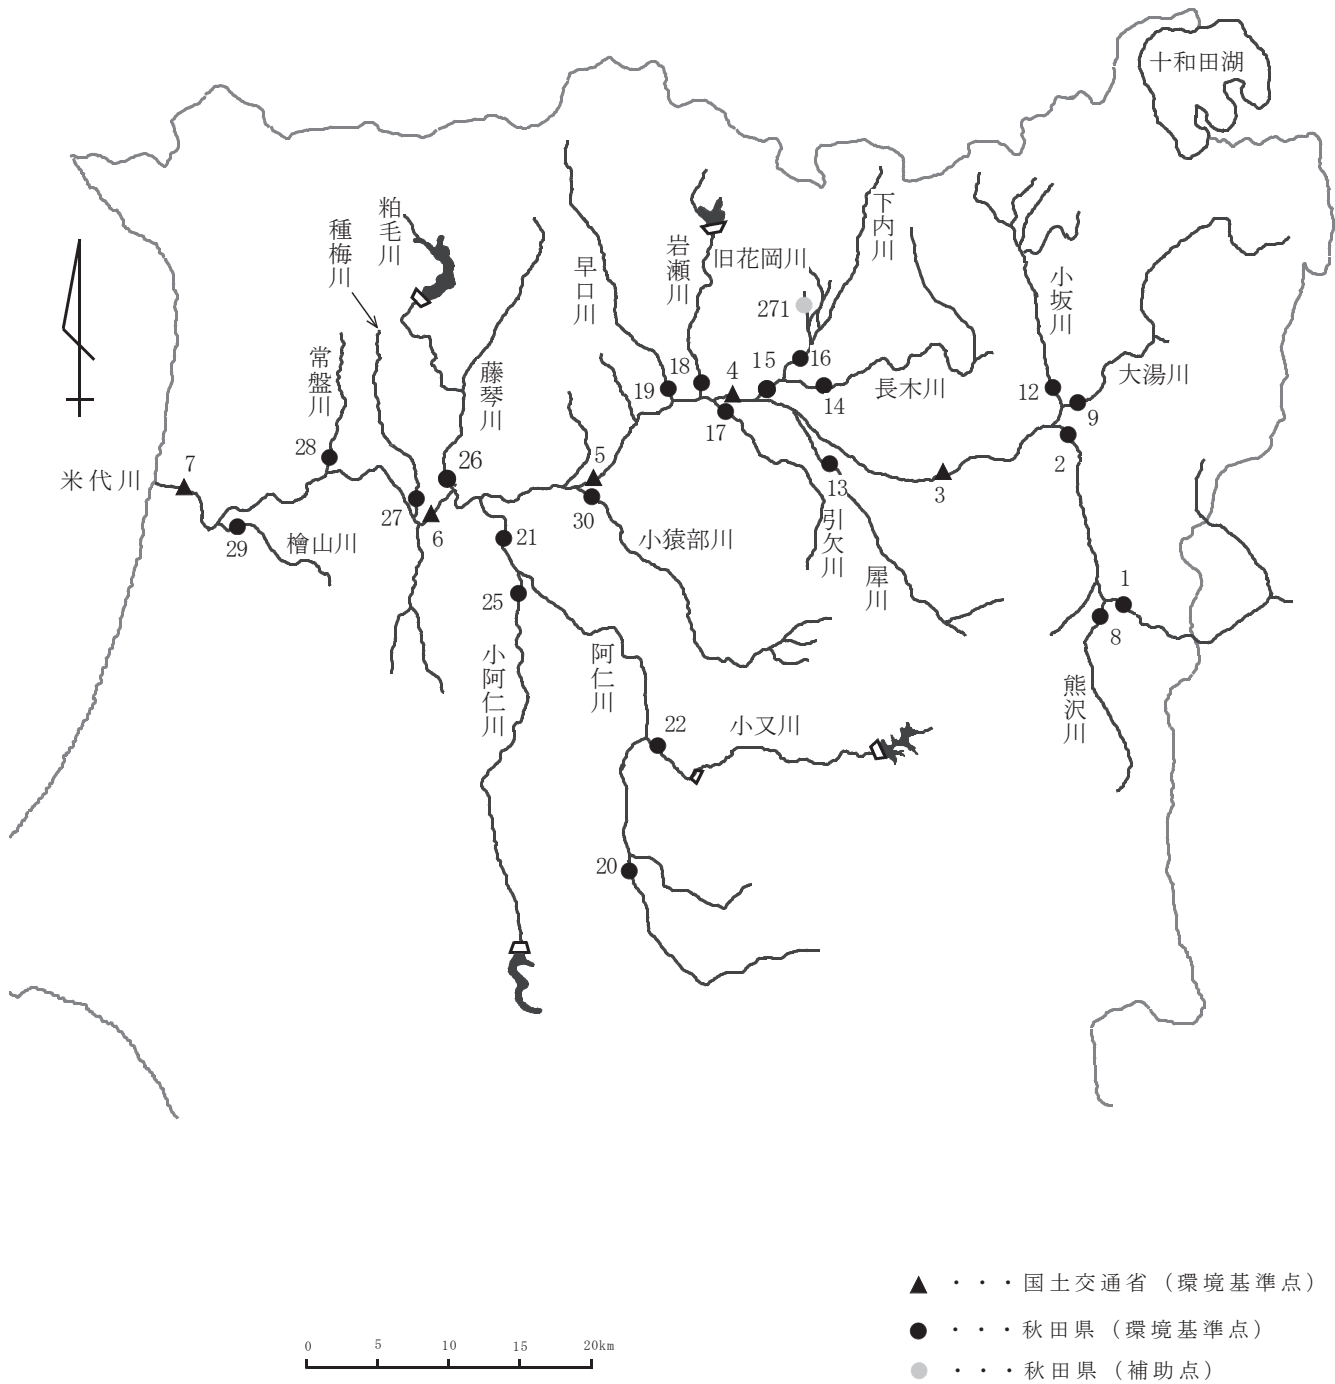 十和田湖
粕毛川
種梅川
下内川
岩瀬川
旧花岡川
早口川
小坂川
271
常盤川
藤琴川
18
4
15
16
大湯川
19
14
長木川
12
9
17
28
26
5
2
米代川
7
3
13
27
6
30
29
檜山川
21
小猿部川
引欠川
犀川
25
1
8
小阿仁川
阿仁川
熊沢川
22
小又川
20
▲ ・・・国土交通省（環境基準点）
● ・・・秋田県（環境基準点）
● ・・・秋田県（補助点）
0 5 10 15 20km